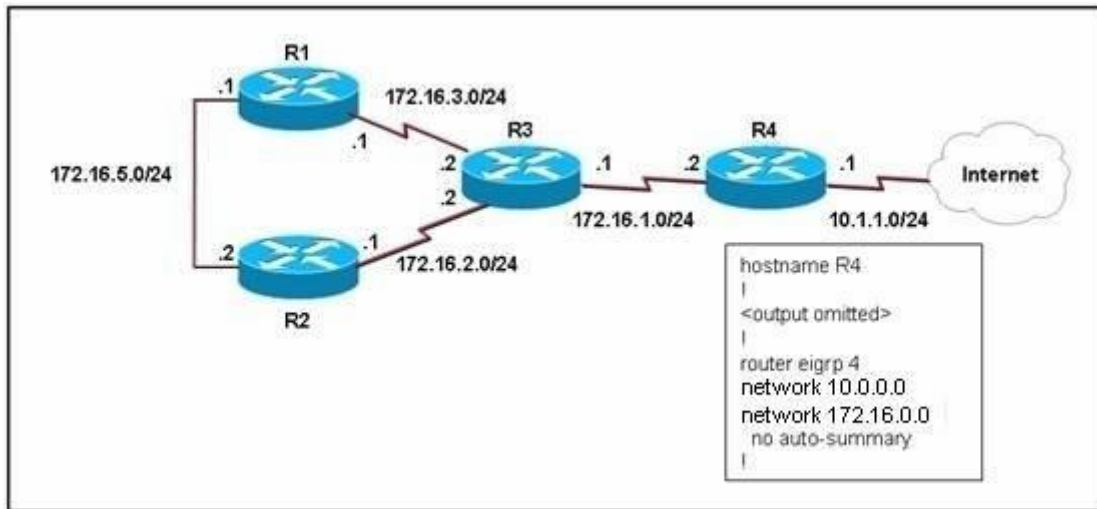 R1
.1
172.16.3.0/24
.1
R3
R4
.2
.1
.2
.1
Internet
172.16.5.0/24
.2
172.16.1.0/24
10.1.1.0/24
.2
.1
172.16.2.0/24
R2
hostname R4
!
<output omitted>
!
router eigrp 4
network 10.0.0.0
network 172.16.0.0
no auto-summary
!